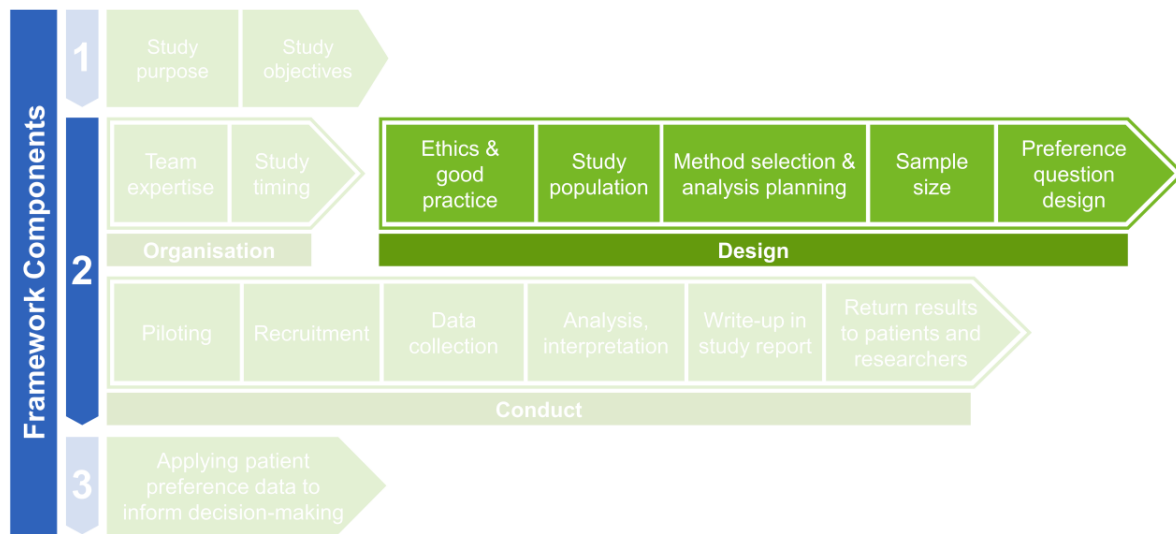 Framework Components
1
Study
purpose
Study
objectives
2
Team
expertise
Study
timing
Organisation
Ethics &
good
practice
Study
population
Method selection &
analysis planning
Sample
size
Preference
question
design
Design
Piloting
Recruitment
Data
collection
Analysis,
interpretation
Write-up in
study report
Return results
to patients and
researchers
Conduct
3
Applying patient
preference data to
inform decision-making